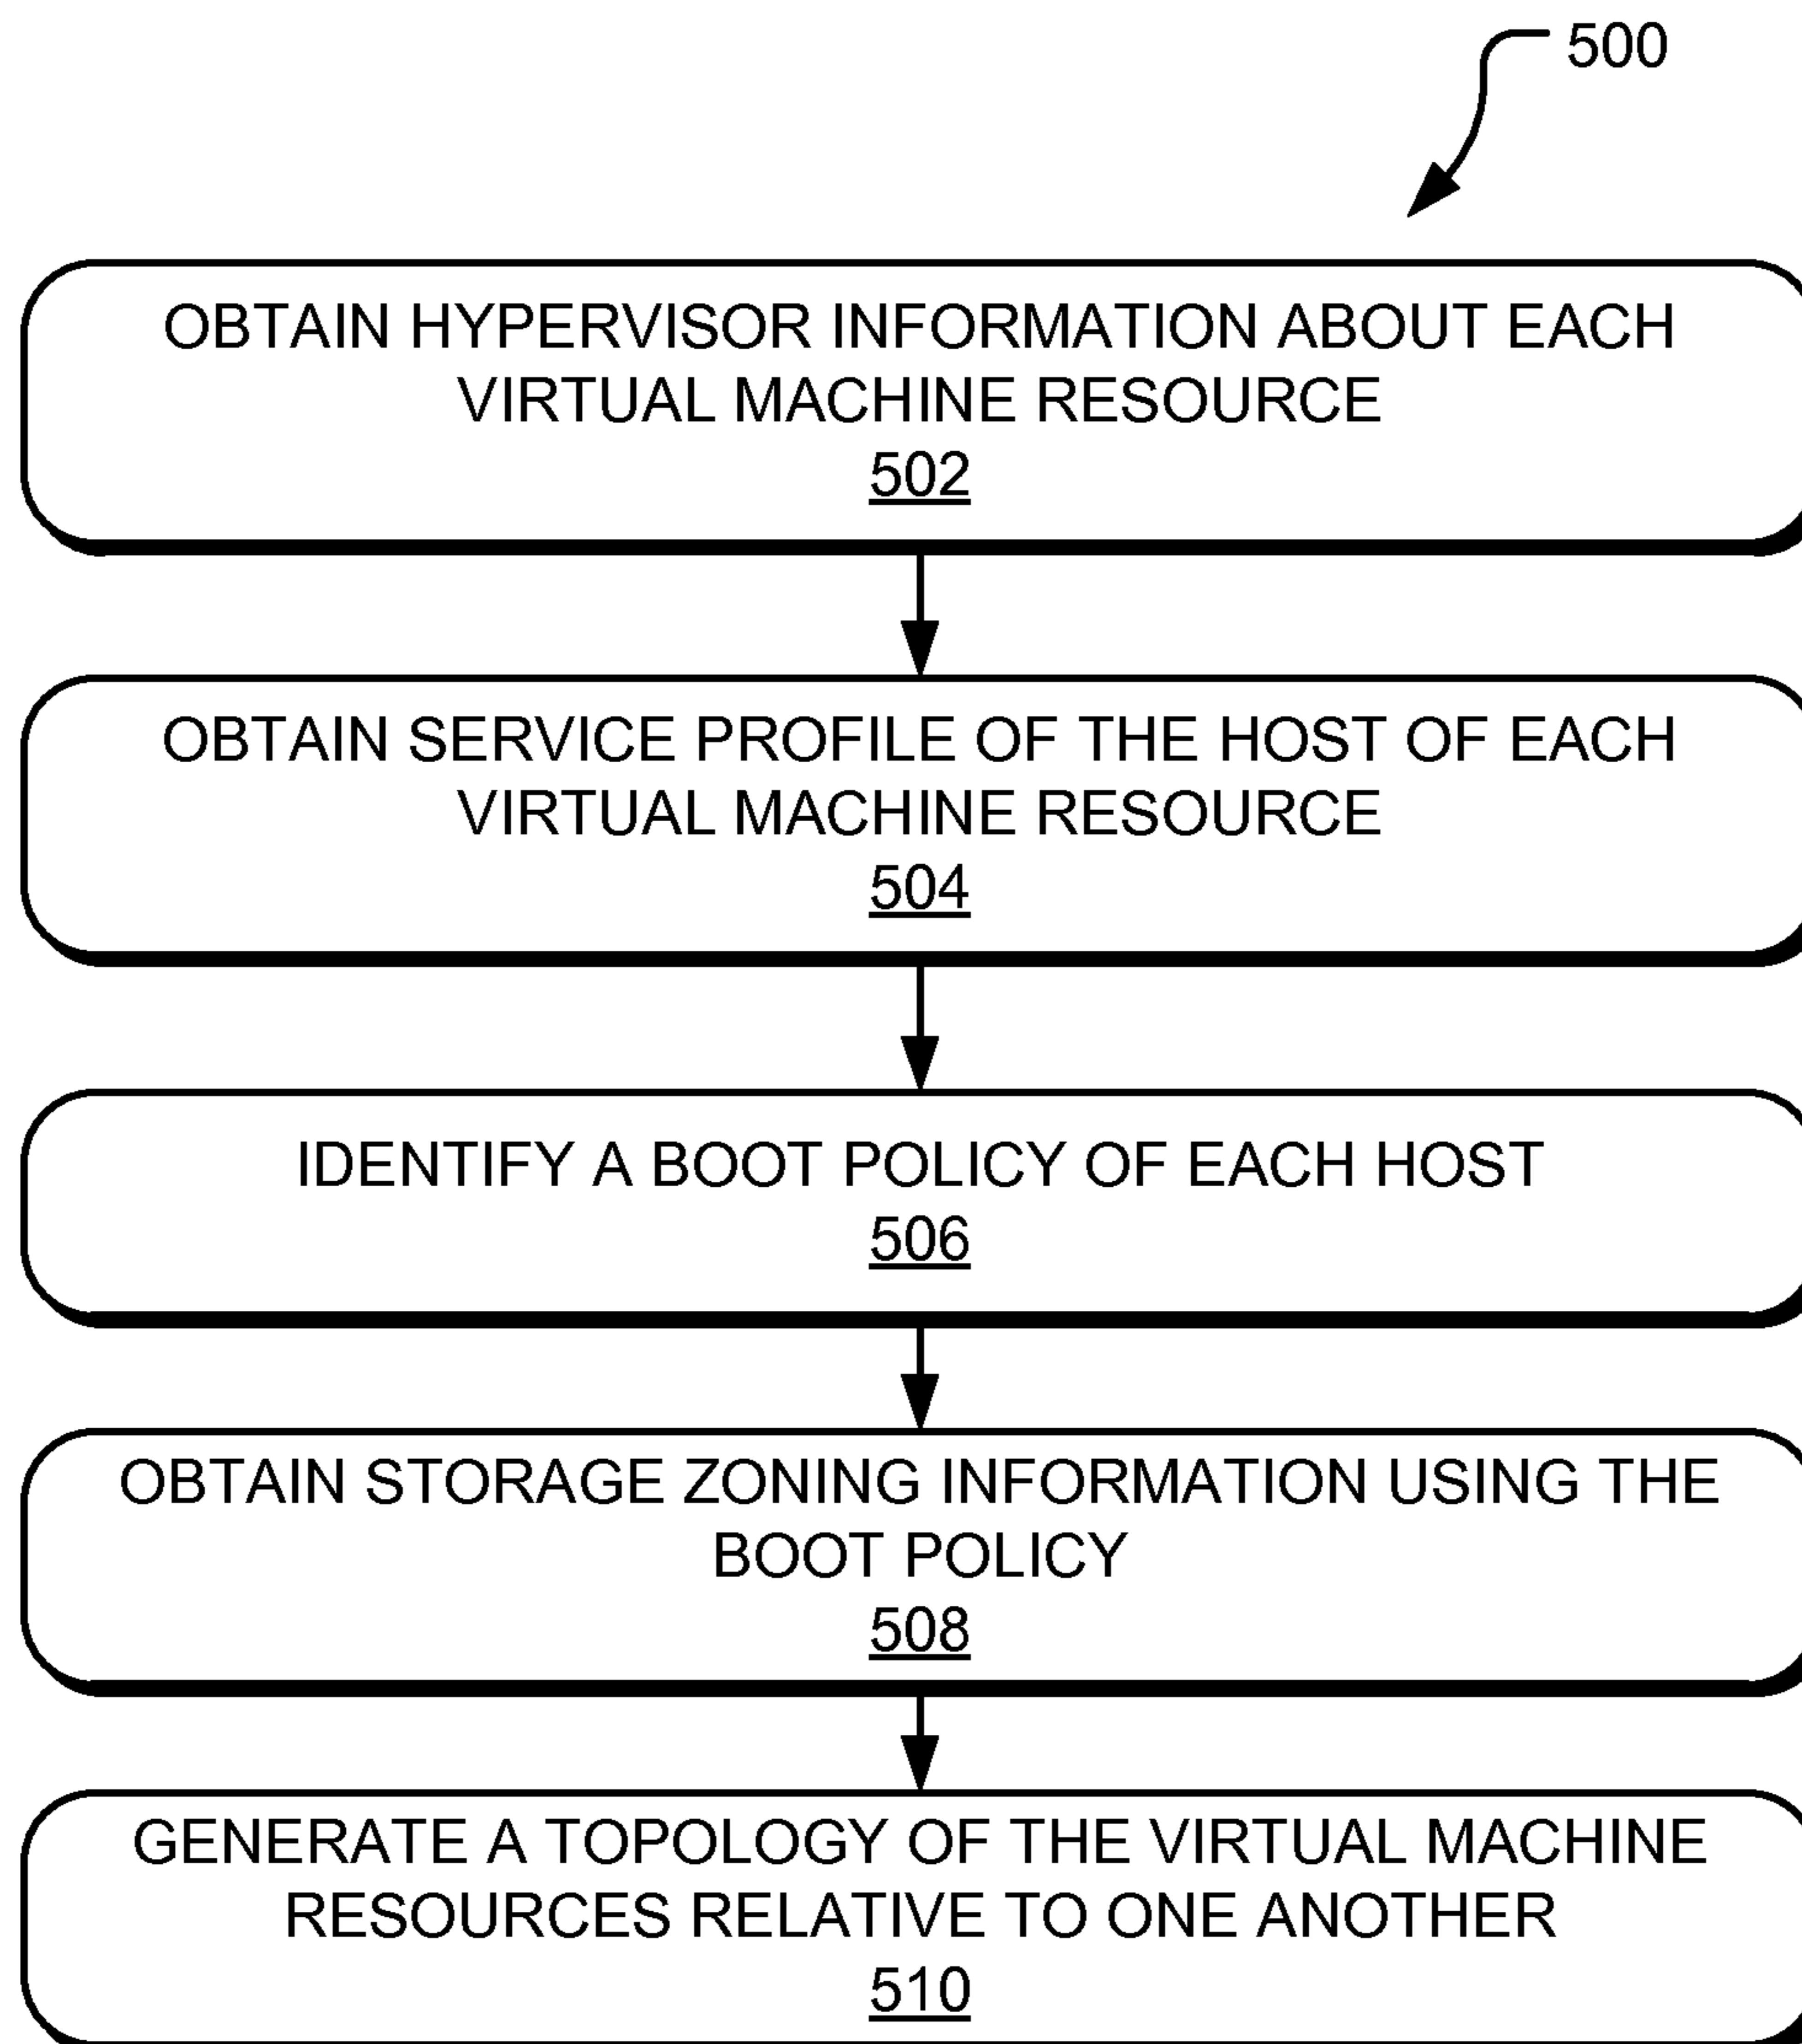 500
OBTAIN HYPERVISOR INFORMATION ABOUT EACH
VIRTUAL MACHINE RESOURCE
502
OBTAIN SERVICE PROFILE OF THE HOST OF EACH
VIRTUAL MACHINE RESOURCE
504
IDENTIFY A BOOT POLICY OF EACH HOST
506
OBTAIN STORAGE ZONING INFORMATION USING THE
BOOT POLICY
508
GENERATE A TOPOLOGY OF THE VIRTUAL MACHINE
RESOURCES RELATIVE TO ONE ANOTHER
510